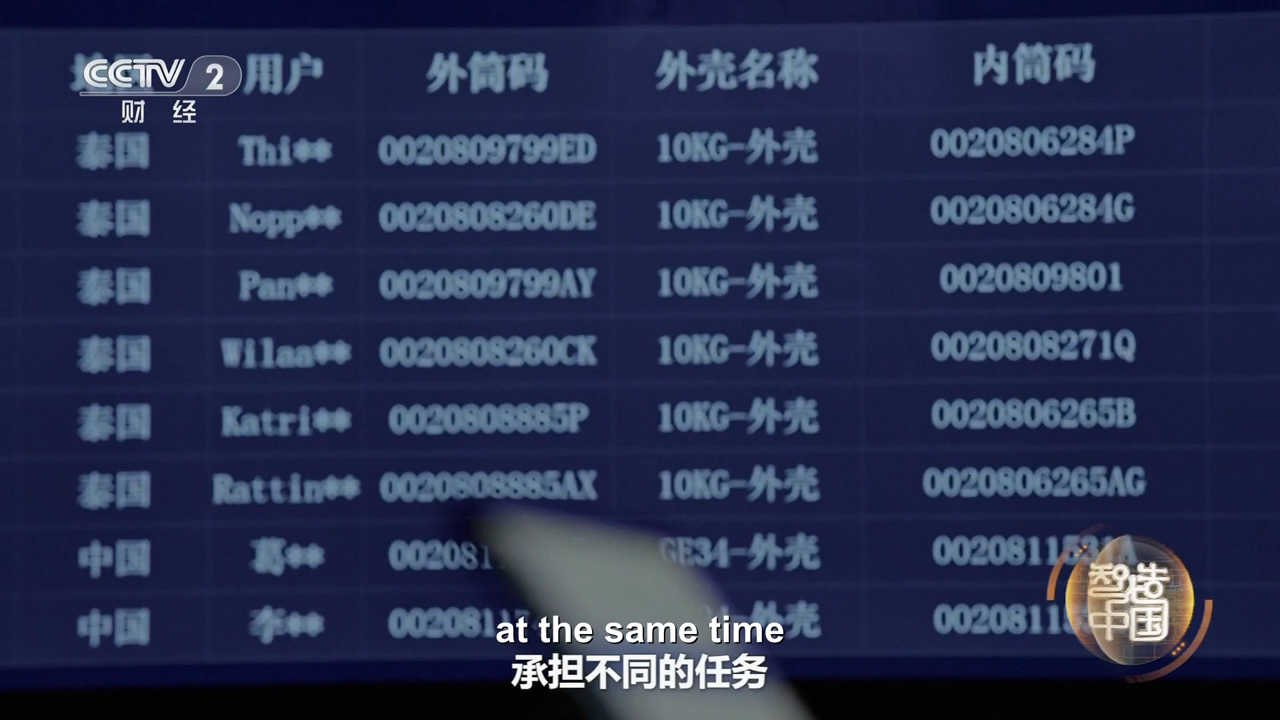 CCTV 2
财 经
用户 外筒码 外壳名称 内筒码
泰国 Thi** 0020809799ED 10KG-外壳 0020806284P
泰国 Nopp** 0020808260DE 10KG-外壳 0020806284G
泰国 Pan** 0020809799AY 10KG-外壳 0020809801
泰国 Wilaa** 0020808260CK 10KG-外壳 0020808271Q
泰国 Katri** 0020808885P 10KG-外壳 0020806265B
泰国 Rattin** 0020808885AX 10KG-外壳 0020806265AG
中国 葛** GE34-外壳
中国 李** 外壳
智造
中国
at the same time
承担不同的任务